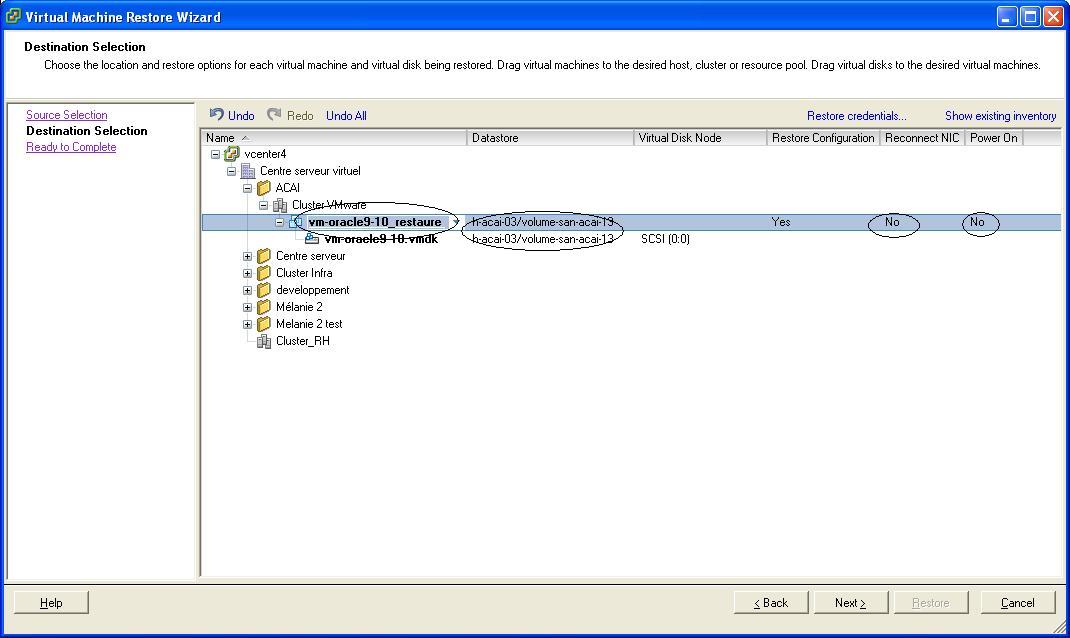 Virtual Machine Restore Wizard
Destination Selection
Choose the location and restore options for each virtual machine and virtual disk being restored. Drag virtual machines to the desired host, cluster or resource pool. Drag virtual disks to the desired virtual machines.
Source Selection
Destination Selection
Ready to Complete
Undo Redo Undo All Restore credentials... Show existing inventory
Name Datastore Virtual Disk Node Restore Configuration Reconnect NIC Power On
vcenter4
Centre serveur virtuel
ACAI
Cluster VMware
vm-oracle9-10_restaure h-acai-03/volume-san-acai-13 Yes No No
vm-oracle9-10.vmdk h-acai-03/volume-san-acai-13 SCSI (0:0)
Centre serveur
Cluster Infra
developpement
Mélanie 2
Melanie 2 test
Cluster_RH
Help < Back Next > Restore Cancel